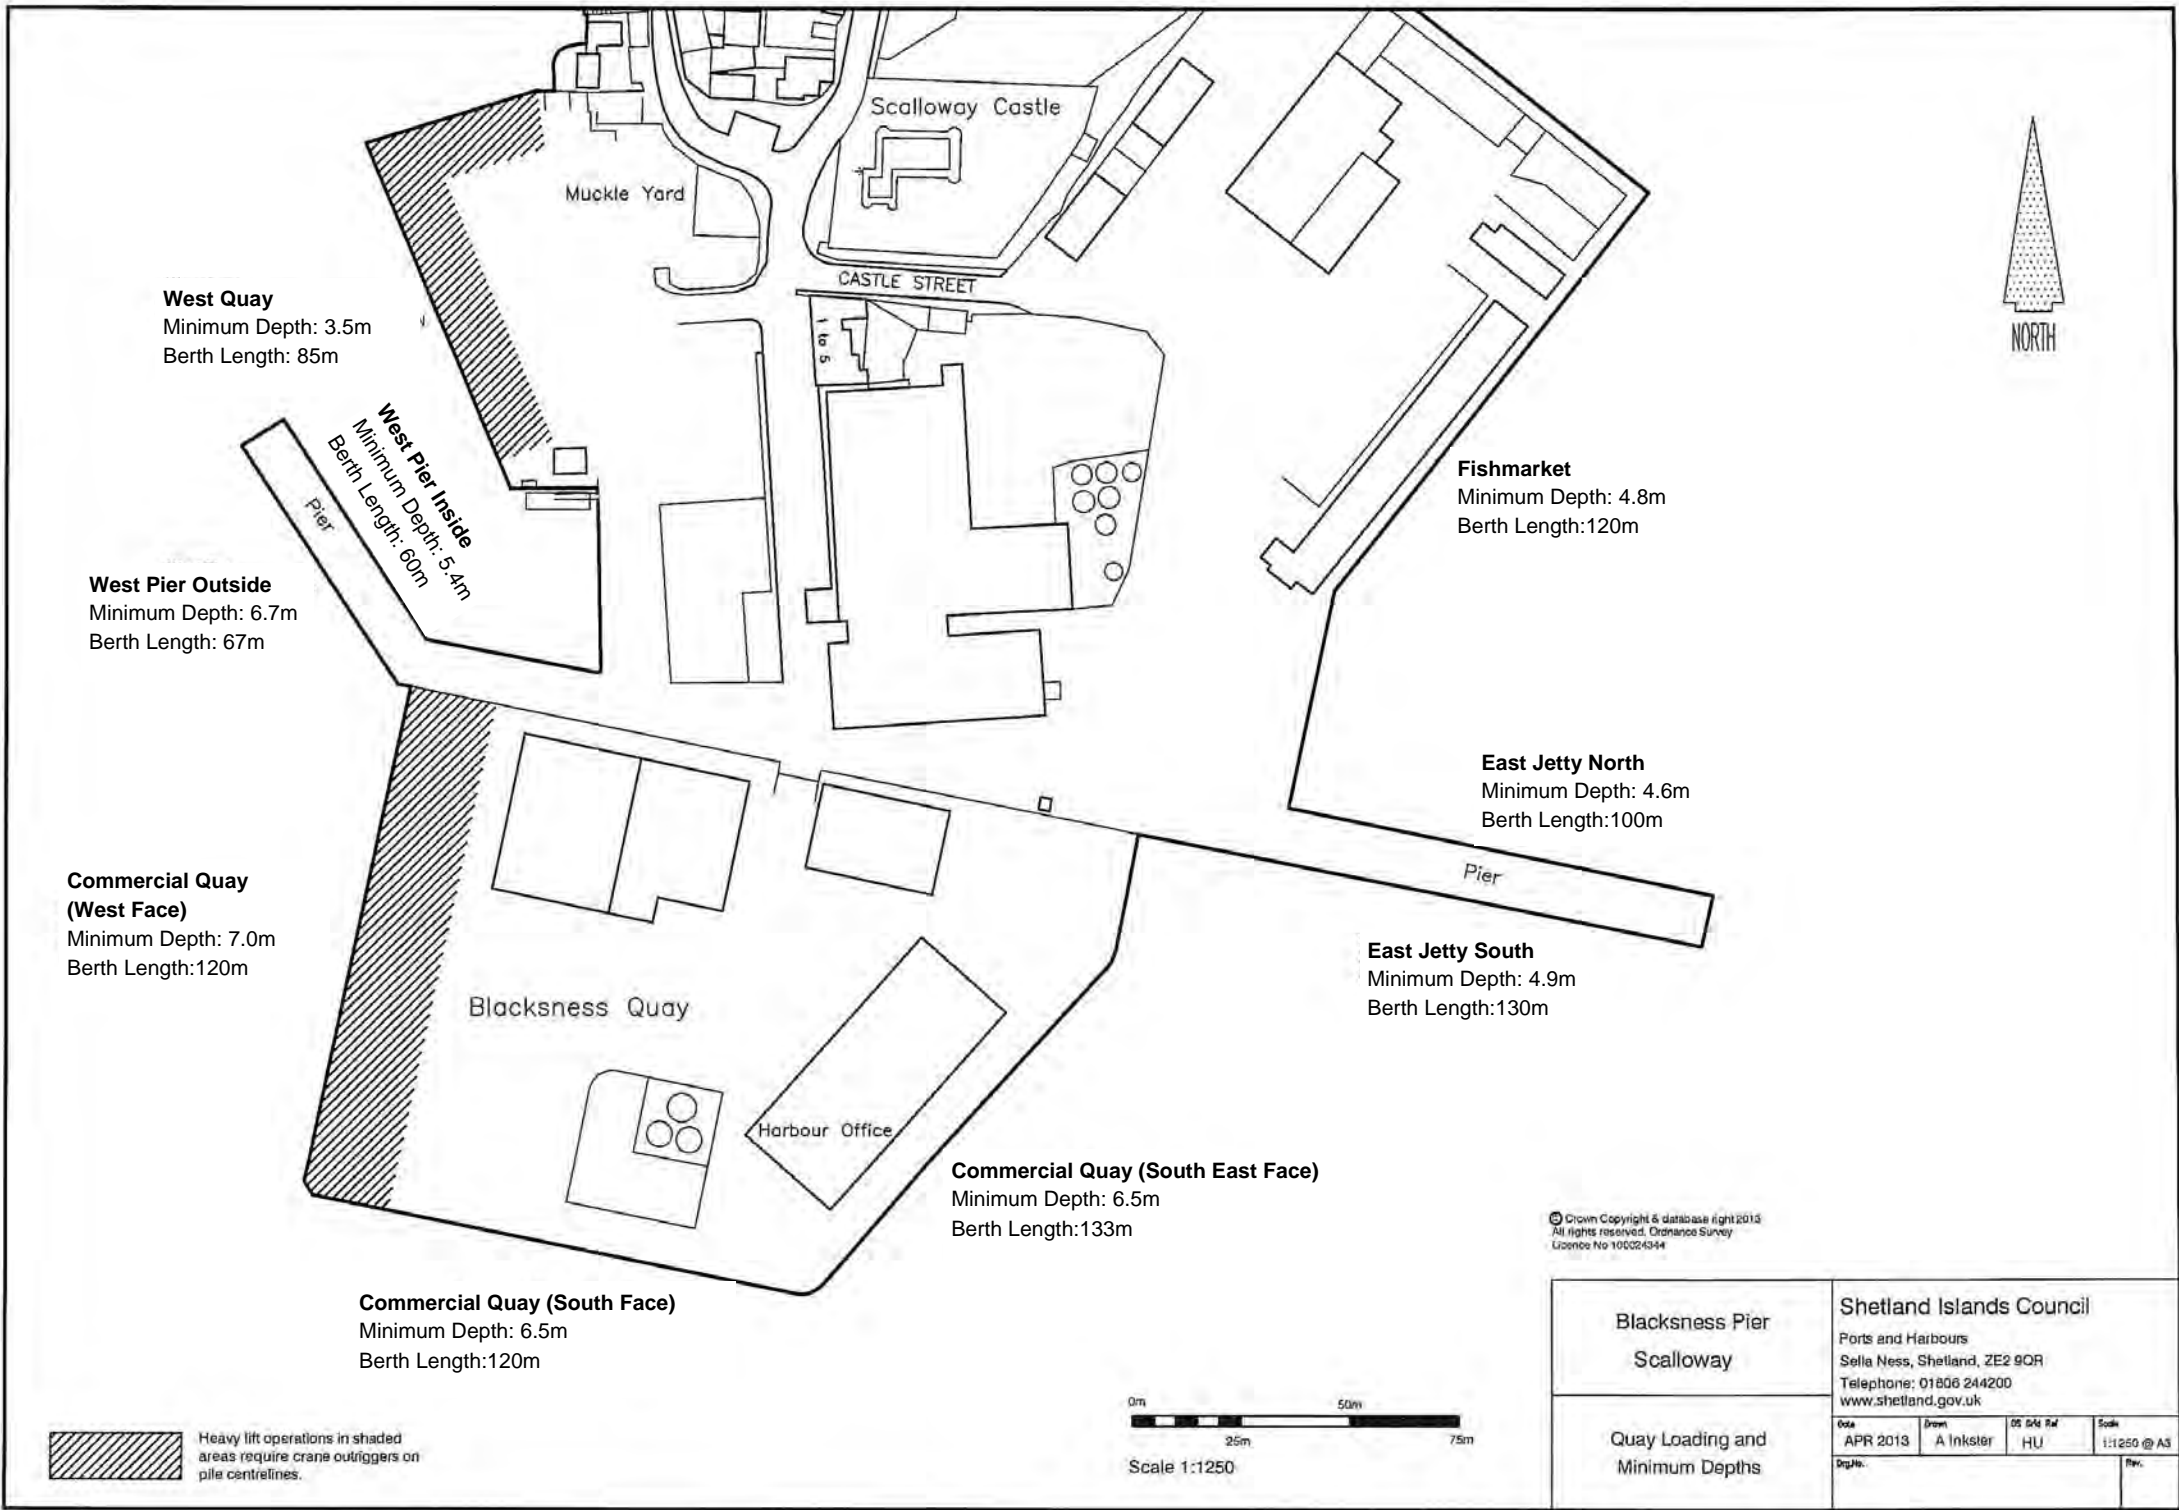 Scalloway Castle
Muckle Yard
CASTLE STREET
1 to 5
NORTH
West Quay
Minimum Depth: 3.5m
Berth Length: 85m
West Pier Inside
Minimum Depth: 5.4m
Berth Length: 60m
Pier
Fishmarket
Minimum Depth: 4.8m
Berth Length:120m
West Pier Outside
Minimum Depth: 6.7m
Berth Length: 67m
East Jetty North
Minimum Depth: 4.6m
Berth Length:100m
Pier
Commercial Quay
(West Face)
Minimum Depth: 7.0m
Berth Length:120m
East Jetty South
Minimum Depth: 4.9m
Berth Length:130m
Blacksness Quay
Harbour Office
Commercial Quay (South East Face)
Minimum Depth: 6.5m
Berth Length:133m
Commercial Quay (South Face)
Minimum Depth: 6.5m
Berth Length:120m
© Crown Copyright & database right 2013
All rights reserved. Ordnance Survey
Licence No 100024344
Blacksness Pier
Scalloway
Shetland Islands Council
Ports and Harbours
Sella Ness, Shetland, ZE2 9QR
Telephone: 01806 244200
www.shetland.gov.uk
Quay Loading and
Minimum Depths
Date
APR 2013
Drawn
A Inkster
OS Grid Ref
HU
Scale
1:1250 @ A3
Drg.No.
Rev.
0m 50m
25m 75m
Scale 1:1250
Heavy lift operations in shaded
areas require crane outriggers on
pile centrelines.